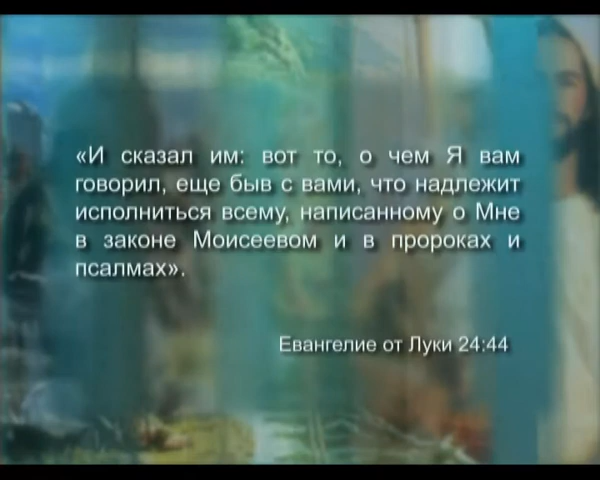 «И сказал им: вот то, о чем Я вам
говорил, еще быв с вами, что надлежит
исполниться всему, написанному о Мне
в законе Моисеевом и в пророках и
псалмах».
Евангелие от Луки 24:44